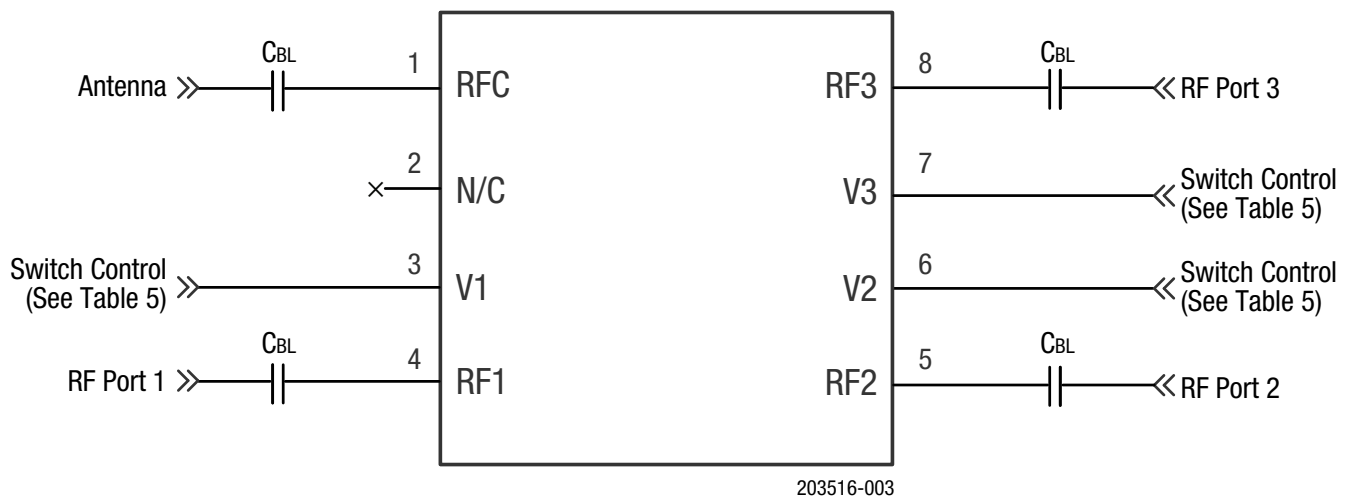 CBL
Antenna
1
RFC
2
N/C
Switch Control
(See Table 5)
3
V1
CBL
RF Port 1
4
RF1
RF3
8
CBL
RF Port 3
V3
7
Switch Control
(See Table 5)
V2
6
Switch Control
(See Table 5)
RF2
5
CBL
RF Port 2
203516-003